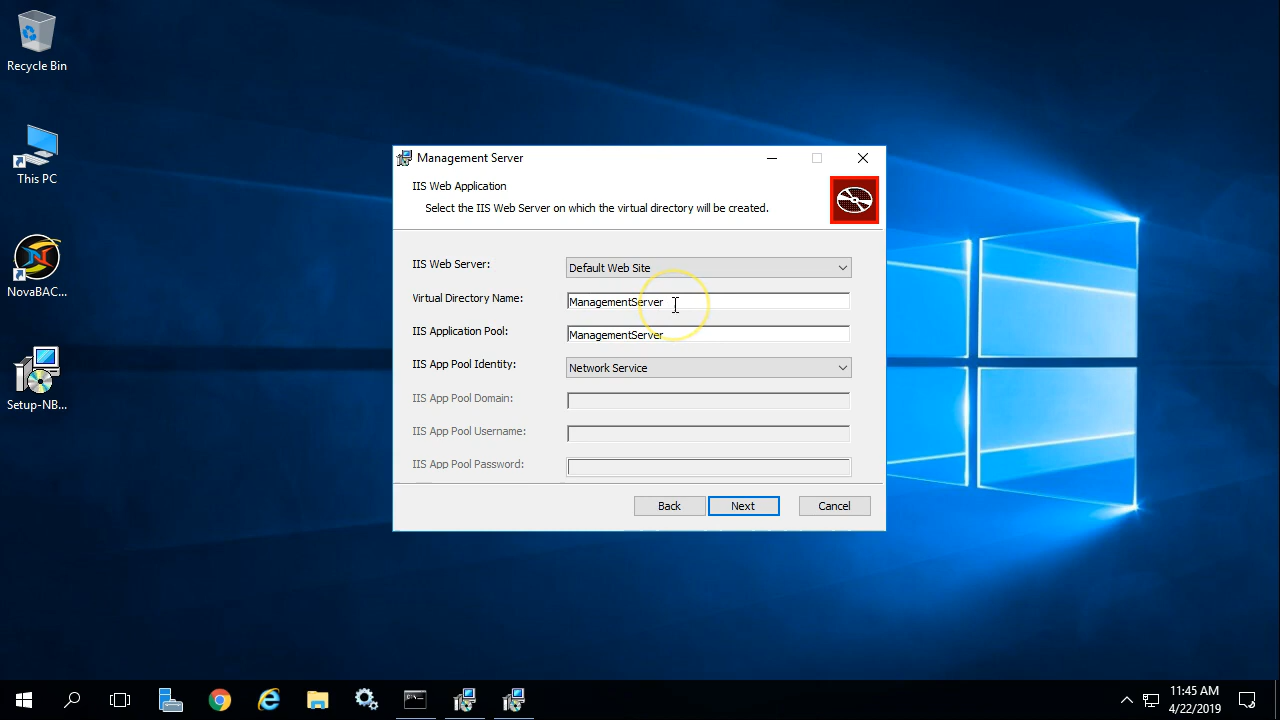 Recycle Bin
This PC
NovaBAC...
Setup-NB...
Management Server
IIS Web Application
Select the IIS Web Server on which the virtual directory will be created.
IIS Web Server: Default Web Site
Virtual Directory Name: ManagementServer
IIS Application Pool: ManagementServer
IIS App Pool Identity: Network Service
IIS App Pool Domain:
IIS App Pool Username:
IIS App Pool Password:
Back Next Cancel
11:45 AM
4/22/2019